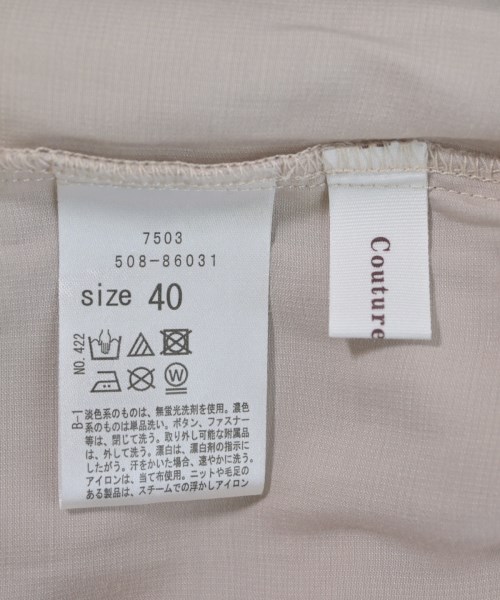 7503
508-86031
size 40
NO.422
B-1
淡色系のものは、無蛍光洗剤を使用。濃色
系のものは単品洗い。ボタン、ファスナー
等は、閉じて洗う。取り外し可能な附属品
は、外して洗う。漂白は、漂白剤の指示に
したがう。汗をかいた場合、速やかに洗う。
アイロンは、当て布使用。ニットや毛足の
ある製品は、スチームでの浮かしアイロン
Couture